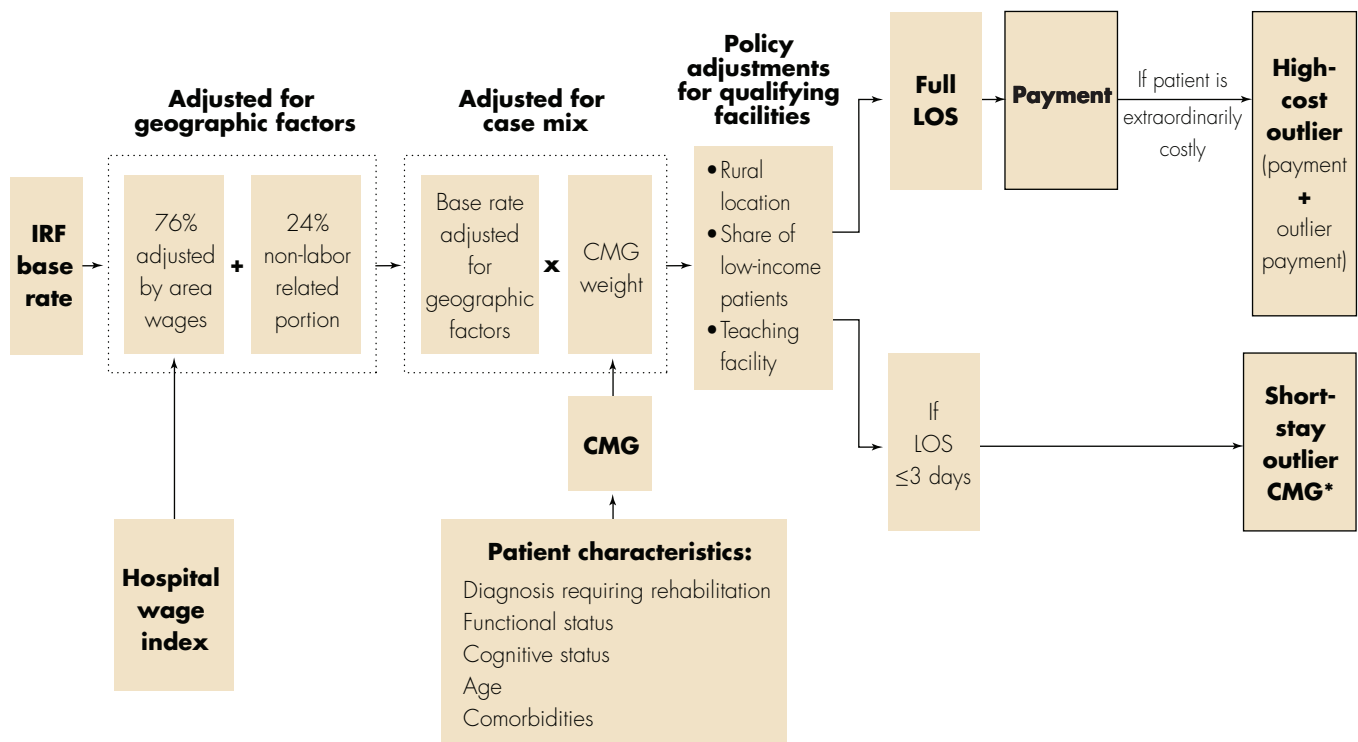 IRF
base
rate
Adjusted for
geographic factors
76%
adjusted
by area
wages
+
24%
non-labor
related
portion
Hospital
wage
index
Adjusted for
case mix
Base rate
adjusted
for
geographic
factors
x
CMG
weight
CMG
Patient characteristics:
Diagnosis requiring rehabilitation
Functional status
Cognitive status
Age
Comorbidities
Policy
adjustments
for qualifying
facilities
• Rural
location
• Share of
low-income
patients
• Teaching
facility
Full
LOS
Payment
If patient is
extraordinarily
costly
High-
cost
outlier
(payment
+
outlier
payment)
If
LOS
≤3 days
Short-
stay
outlier
CMG*